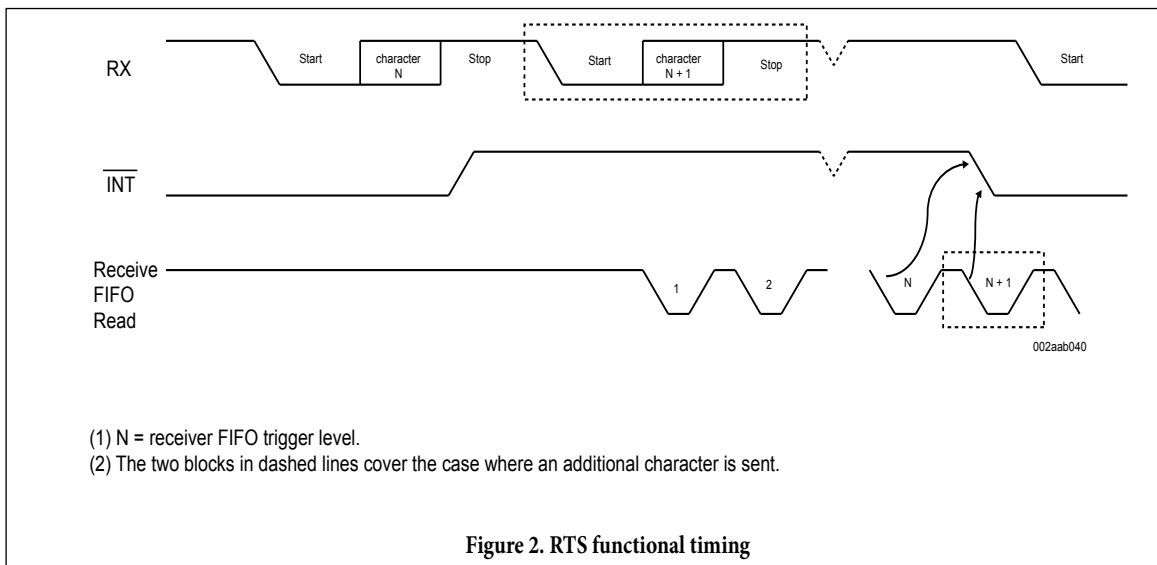 RX
Start
character
N
Stop
Start
character
N + 1
Stop
Start
INT
Receive
FIFO
Read
1
2
N
N + 1
002aab040
(1) N = receiver FIFO trigger level.
(2) The two blocks in dashed lines cover the case where an additional character is sent.
Figure 2. RTS functional timing